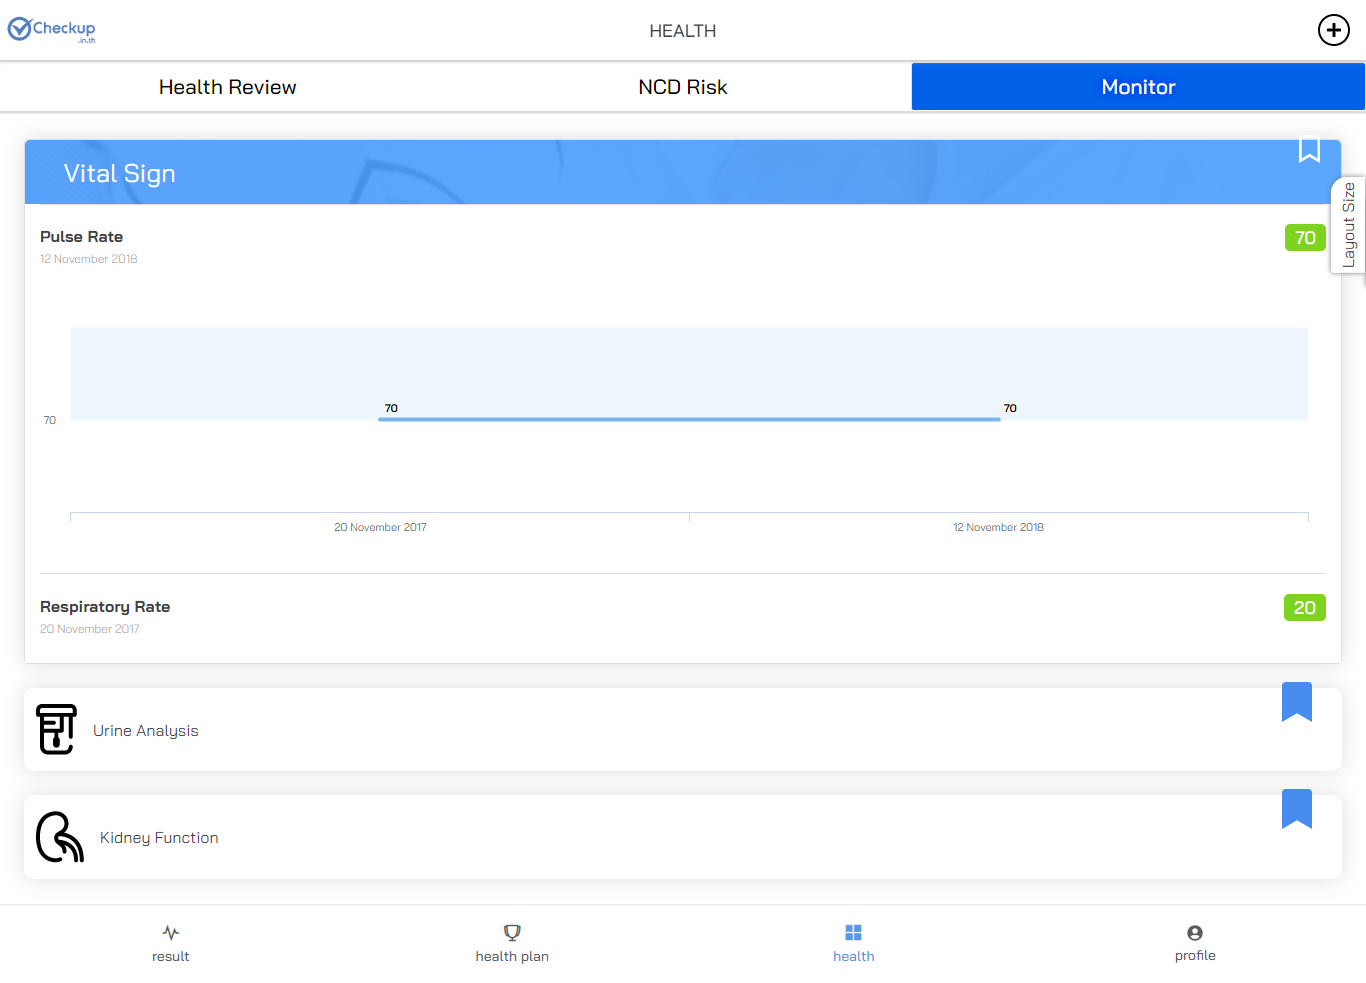 Checkup
.in.th
HEALTH
Health Review
NCD Risk
Monitor
Vital Sign
Layout Size
Pulse Rate
70
12 November 2018
70
70
70
20 November 2017
12 November 2018
Respiratory Rate
20
20 November 2017
Urine Analysis
Kidney Function
result
health plan
health
profile